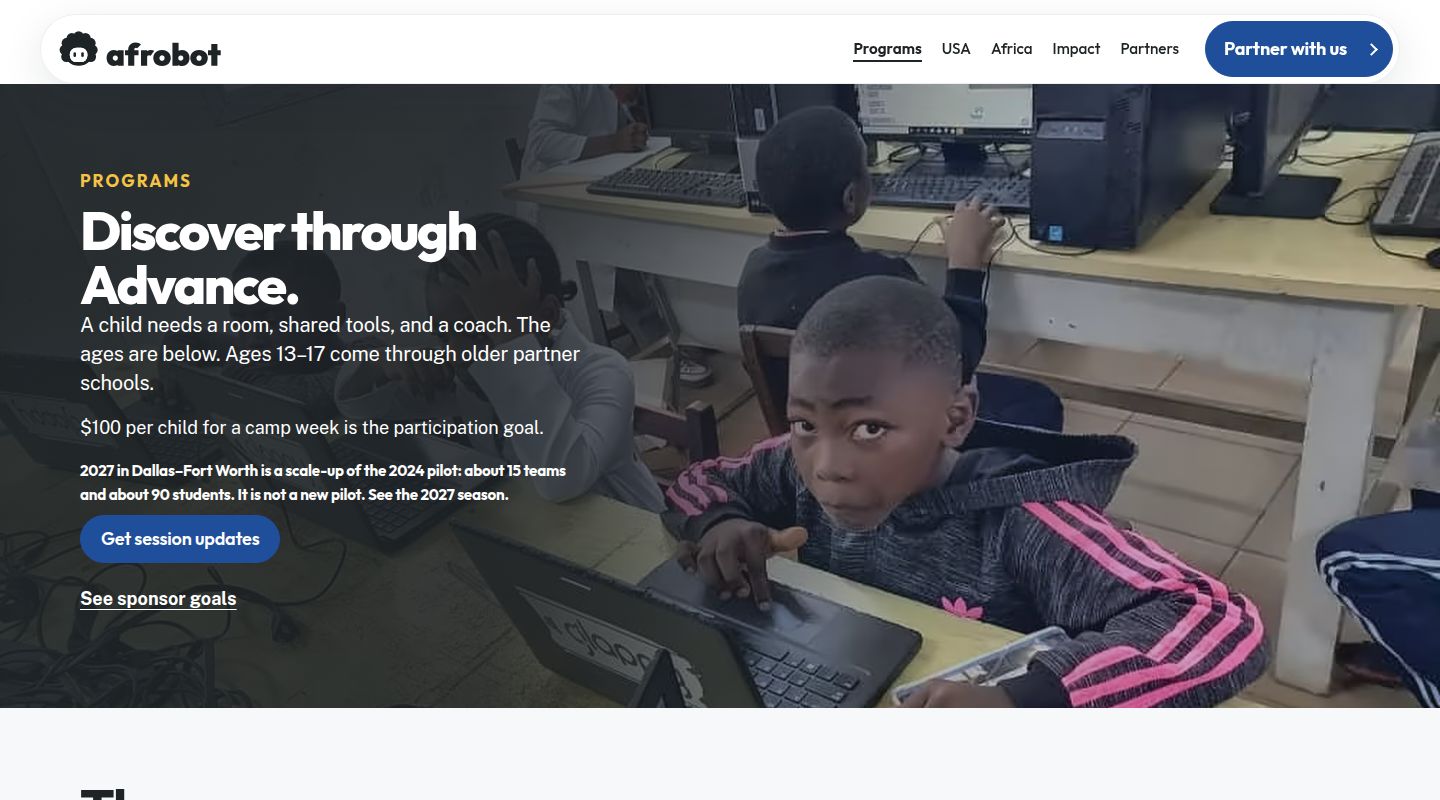 afrobot
Programs USA Africa Impact Partners Partner with us
PROGRAMS
Discover through
Advance.
A child needs a room, shared tools, and a coach. The
ages are below. Ages 13–17 come through older partner
schools.
$100 per child for a camp week is the participation goal.
2027 in Dallas–Fort Worth is a scale-up of the 2024 pilot: about 15 teams
and about 90 students. It is not a new pilot. See the 2027 season.
Get session updates
See sponsor goals